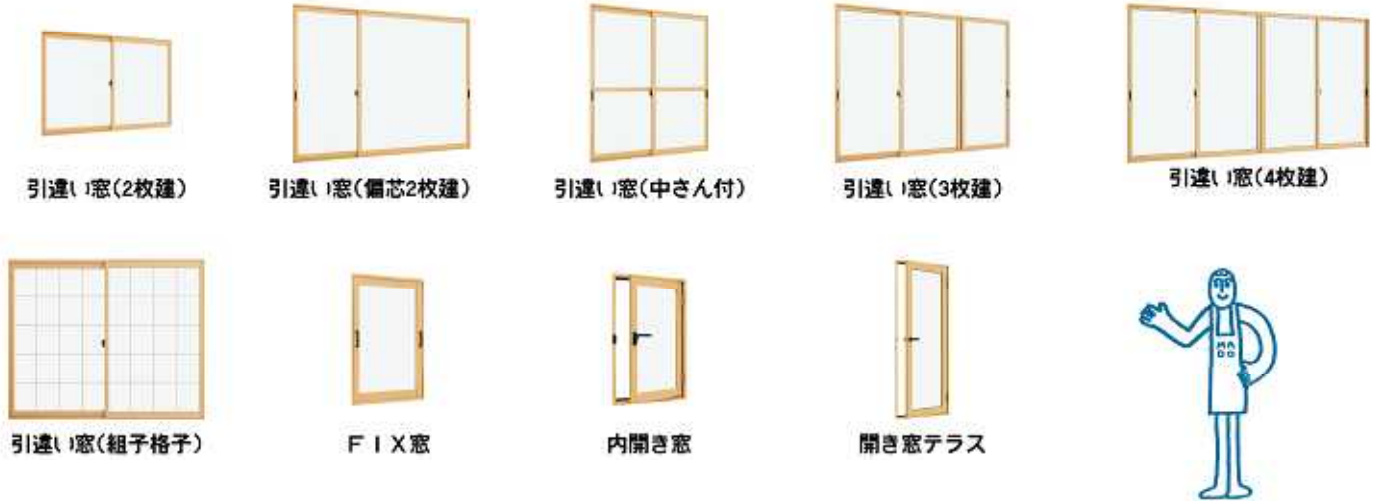 引違い窓(2枚建)
引違い窓(偏芯2枚建)
引違い窓(中さん付)
引違い窓(3枚建)
引違い窓(4枚建)
引違い窓(組子格子)
FIX窓
内開き窓
開き窓テラス
MA
DO